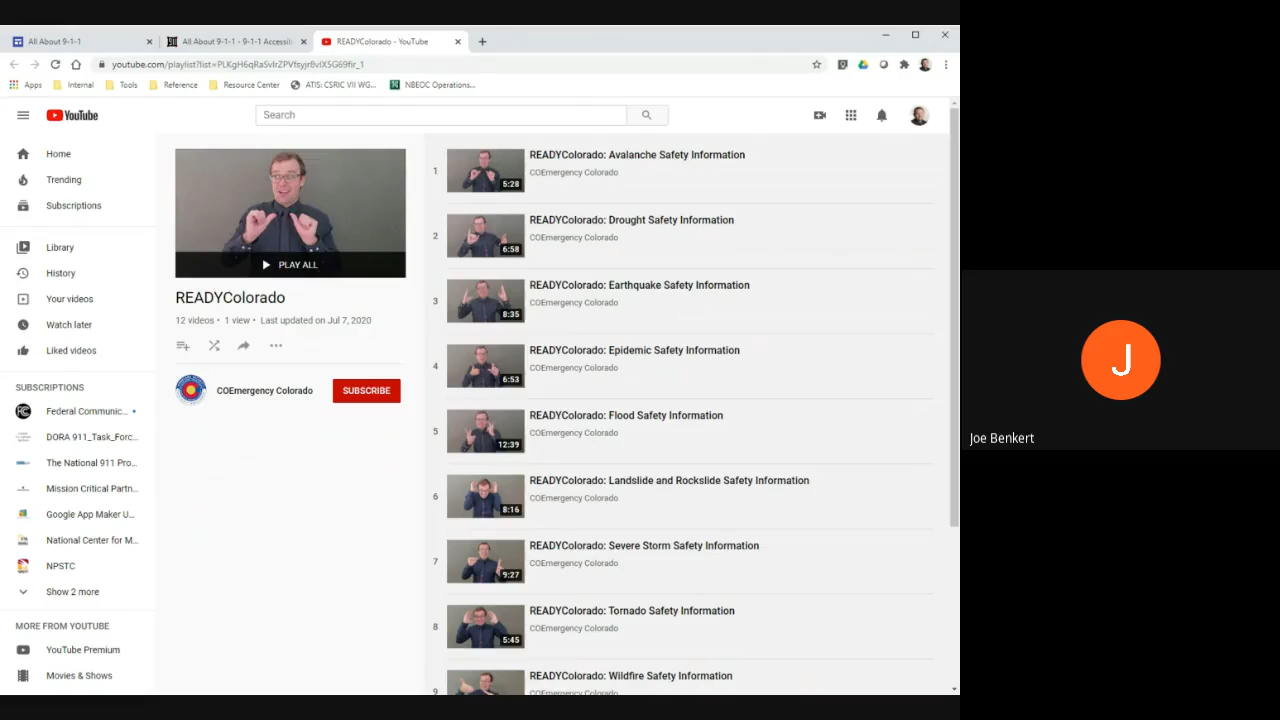 All About 9-1-1
All About 9-1-1 - 9-1-1 Accessib
READYColorado - YouTube
youtube.com/playlist?list=PLKgH6qRaSvIrZPVfsyjr8vIX5G69fir_1
Apps
Internal
Tools
Reference
Resource Center
ATIS: CSRIC VII WG...
NBEOC Operations...
YouTube
Search
Home
Trending
Subscriptions
Library
History
Your videos
Watch later
Liked videos
SUBSCRIPTIONS
Federal Communic...
DORA 911_Task_Forc...
The National 911 Pro...
Mission Critical Partn...
Google App Maker U...
National Center for M...
NPSTC
Show 2 more
MORE FROM YOUTUBE
YouTube Premium
Movies & Shows
PLAY ALL
READYColorado
12 videos • 1 view • Last updated on Jul 7, 2020
COEmergency Colorado
SUBSCRIBE
1
5:28
READYColorado: Avalanche Safety Information
COEmergency Colorado
2
6:58
READYColorado: Drought Safety Information
COEmergency Colorado
3
8:35
READYColorado: Earthquake Safety Information
COEmergency Colorado
4
6:53
READYColorado: Epidemic Safety Information
COEmergency Colorado
5
12:39
READYColorado: Flood Safety Information
COEmergency Colorado
6
8:16
READYColorado: Landslide and Rockslide Safety Information
COEmergency Colorado
7
9:27
READYColorado: Severe Storm Safety Information
COEmergency Colorado
8
5:45
READYColorado: Tornado Safety Information
COEmergency Colorado
9
READYColorado: Wildfire Safety Information
COEmergency Colorado
J
Joe Benkert